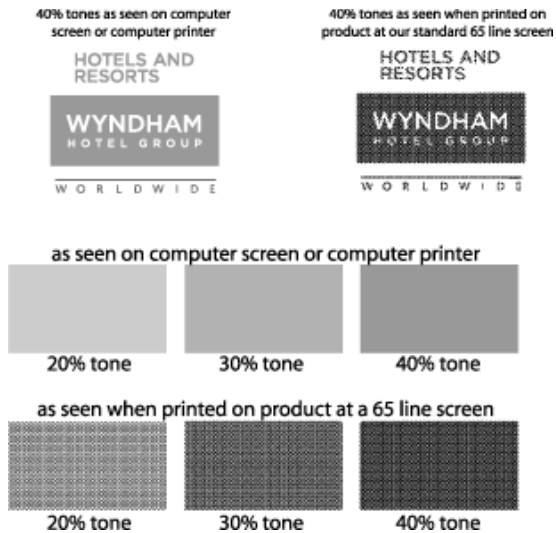 40% tones as seen on computer
screen or computer printer
HOTELS AND
RESORTS
WYNDHAM
HOTEL GROUP
WORLDWIDE
40% tones as seen when printed on
product at our standard 65 line screen
HOTELS AND
RESORTS
WYNDHAM
HOTEL GROUP
WORLDWIDE
as seen on computer screen or computer printer
20% tone 30% tone 40% tone
as seen when printed on product at a 65 line screen
20% tone 30% tone 40% tone